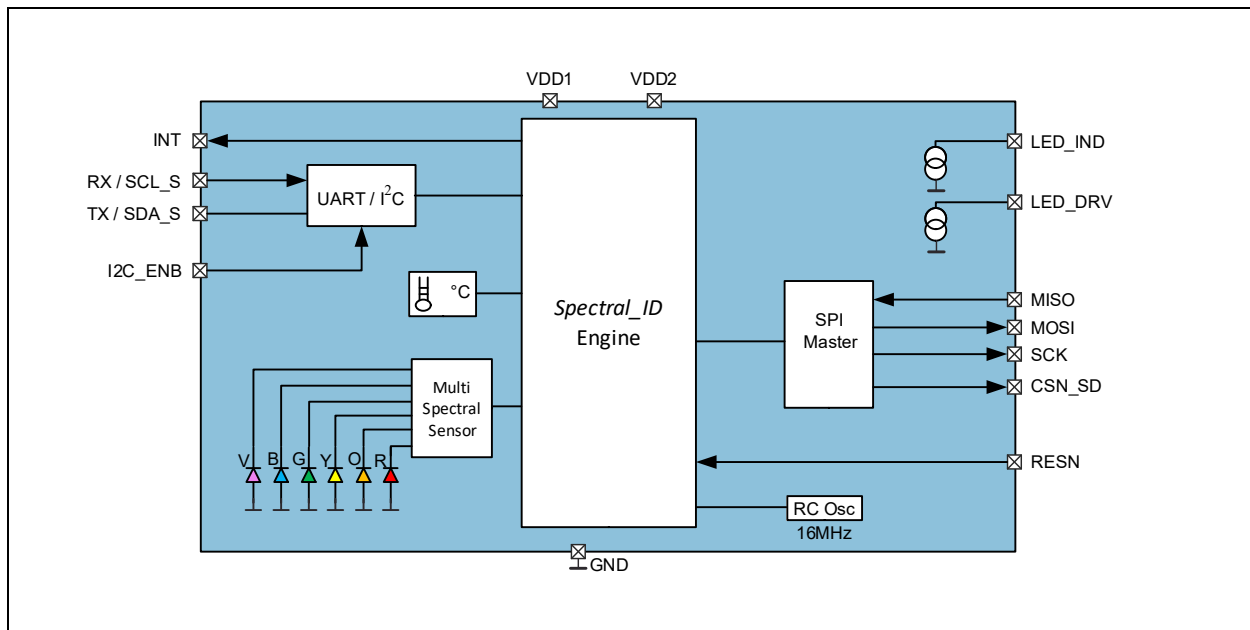 VDD1
VDD2
INT
RX / SCL_S
TX / SDA_S
I2C_ENB
UART / I²C
°C
Multi
Spectral
Sensor
V
B
G
Y
O
R
Spectral_ID
Engine
SPI
Master
RC Osc
16MHz
LED_IND
LED_DRV
MISO
MOSI
SCK
CSN_SD
RESN
GND